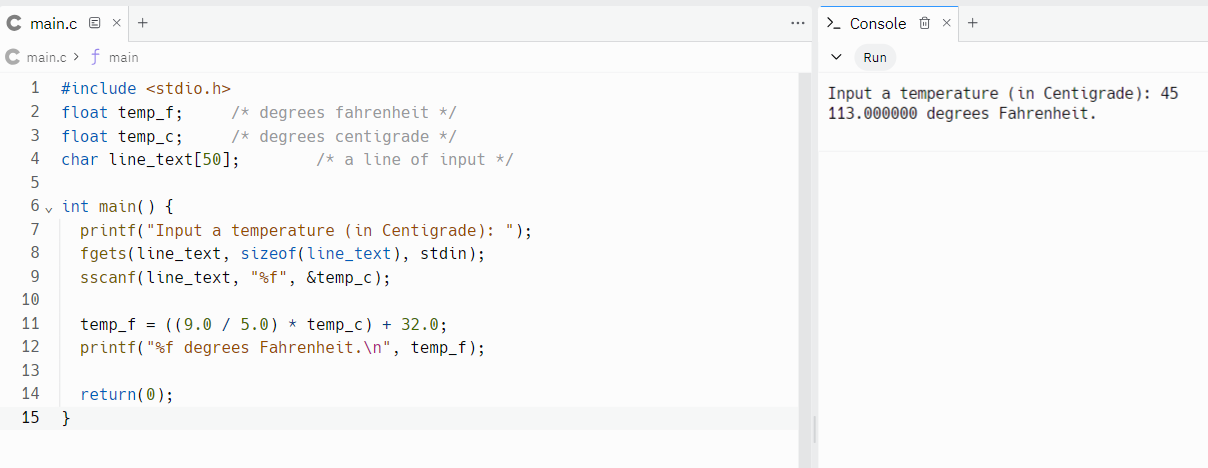 main.c
main.c > main
1 #include <stdio.h>
2 float temp_f;     /* degrees fahrenheit */
3 float temp_c;     /* degrees centigrade */
4 char line_text[50];        /* a line of input */
5
6 int main() {
7   printf("Input a temperature (in Centigrade): ");
8   fgets(line_text, sizeof(line_text), stdin);
9   sscanf(line_text, "%f", &temp_c);
10
11   temp_f = ((9.0 / 5.0) * temp_c) + 32.0;
12   printf("%f degrees Fahrenheit.\n", temp_f);
13
14   return(0);
15 }
Console
Run
Input a temperature (in Centigrade): 45
113.000000 degrees Fahrenheit.